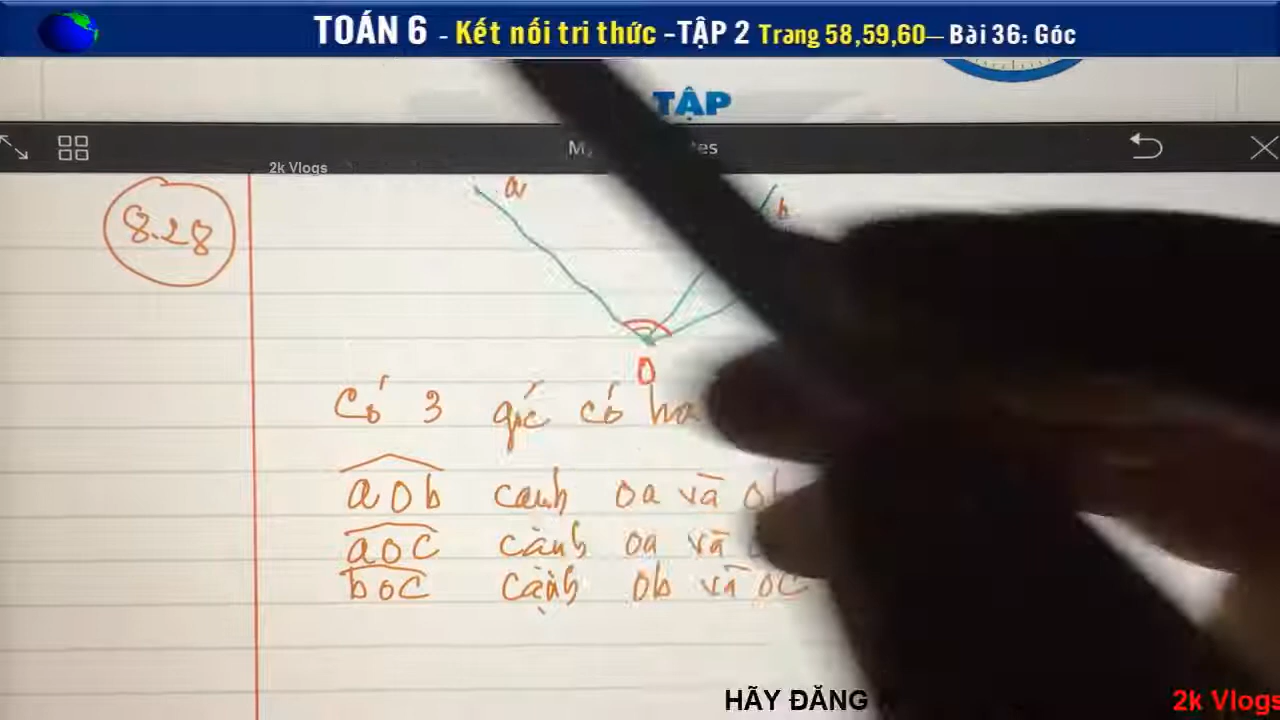 TOÁN 6 - Kết nối tri thức -TẬP 2 Trang 58,59,60— Bài 36: Góc
TẬP
2k Vlogs
8.28
a
b
O
Có 3 góc có
aOb cạnh Oa và Ob
aOc cạnh Oa và
bOc cạnh Ob và Oc
HÃY ĐĂNG
2k Vlogs